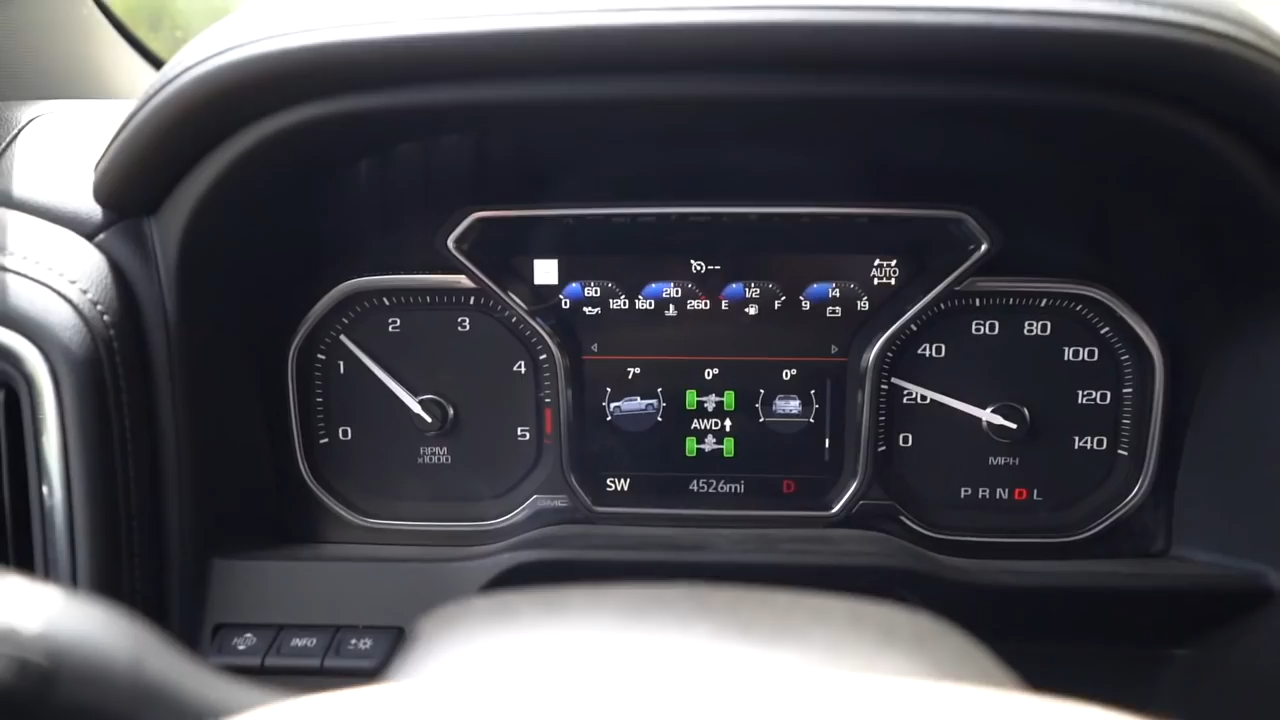 AUTO
0 60 120 160 210 260 E 1/2 F 9 14 19
0 1 2 3 4 5
RPM
x1000
GMC
7° 0° 0°
AWD
SW 4526mi D
0 20 40 60 80 100 120 140
MPH
P R N D L
HUD INFO